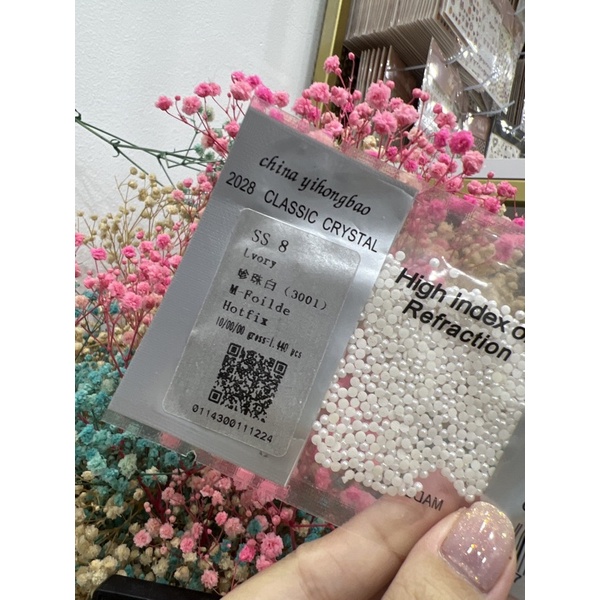 china yihongbao
2028 CLASSIC CRYSTAL
SS 8
Lvory
珍珠白 (3001)
M-Foilde
Hotfix
10/00/00 gross=1,440 pcs
0114300111224
High index o
Refraction
MAD